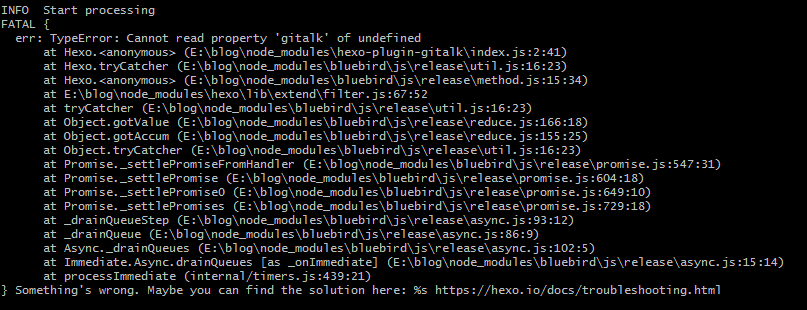 INFO  Start processing
FATAL {
  err: TypeError: Cannot read property 'gitalk' of undefined
      at Hexo.<anonymous> (E:\blog\node_modules\hexo-plugin-gitalk\index.js:2:41)
      at Hexo.tryCatcher (E:\blog\node_modules\bluebird\js\release\util.js:16:23)
      at Hexo.<anonymous> (E:\blog\node_modules\bluebird\js\release\method.js:15:34)
      at E:\blog\node_modules\hexo\lib\extend\filter.js:67:52
      at tryCatcher (E:\blog\node_modules\bluebird\js\release\util.js:16:23)
      at Object.gotValue (E:\blog\node_modules\bluebird\js\release\reduce.js:166:18)
      at Object.gotAccum (E:\blog\node_modules\bluebird\js\release\reduce.js:155:25)
      at Object.tryCatcher (E:\blog\node_modules\bluebird\js\release\util.js:16:23)
      at Promise._settlePromiseFromHandler (E:\blog\node_modules\bluebird\js\release\promise.js:547:31)
      at Promise._settlePromise (E:\blog\node_modules\bluebird\js\release\promise.js:604:18)
      at Promise._settlePromise0 (E:\blog\node_modules\bluebird\js\release\promise.js:649:10)
      at Promise._settlePromises (E:\blog\node_modules\bluebird\js\release\promise.js:729:18)
      at _drainQueueStep (E:\blog\node_modules\bluebird\js\release\async.js:93:12)
      at _drainQueue (E:\blog\node_modules\bluebird\js\release\async.js:86:9)
      at Async._drainQueues (E:\blog\node_modules\bluebird\js\release\async.js:102:5)
      at Immediate.Async.drainQueues [as _onImmediate] (E:\blog\node_modules\bluebird\js\release\async.js:15:14)
      at processImmediate (internal/timers.js:439:21)
} Something's wrong. Maybe you can find the solution here: %s https://hexo.io/docs/troubleshooting.html